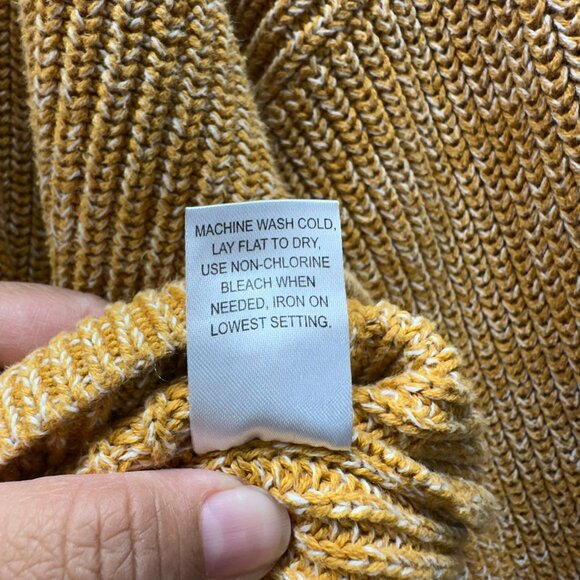 MACHINE WASH COLD,
LAY FLAT TO DRY,
USE NON-CHLORINE
BLEACH WHEN
NEEDED, IRON ON
LOWEST SETTING.